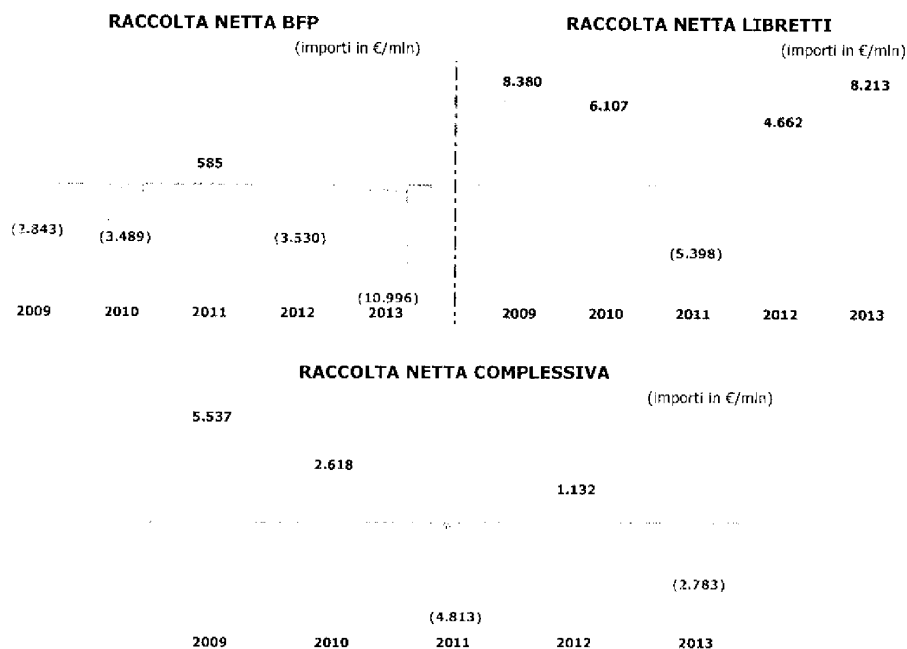 RACCOLTA NETTA BFP
(importi in €/mln)
585
(2.843)
(3.489)
(3.530)
(10.996)
2009 2010 2011 2012 2013
RACCOLTA NETTA LIBRETTI
(importi in €/mln)
8.380
6.107
4.662
8.213
(5.398)
2009 2010 2011 2012 2013
RACCOLTA NETTA COMPLESSIVA
(importi in €/mln)
5.537
2.618
1.132
(2.783)
(4.813)
2009 2010 2011 2012 2013